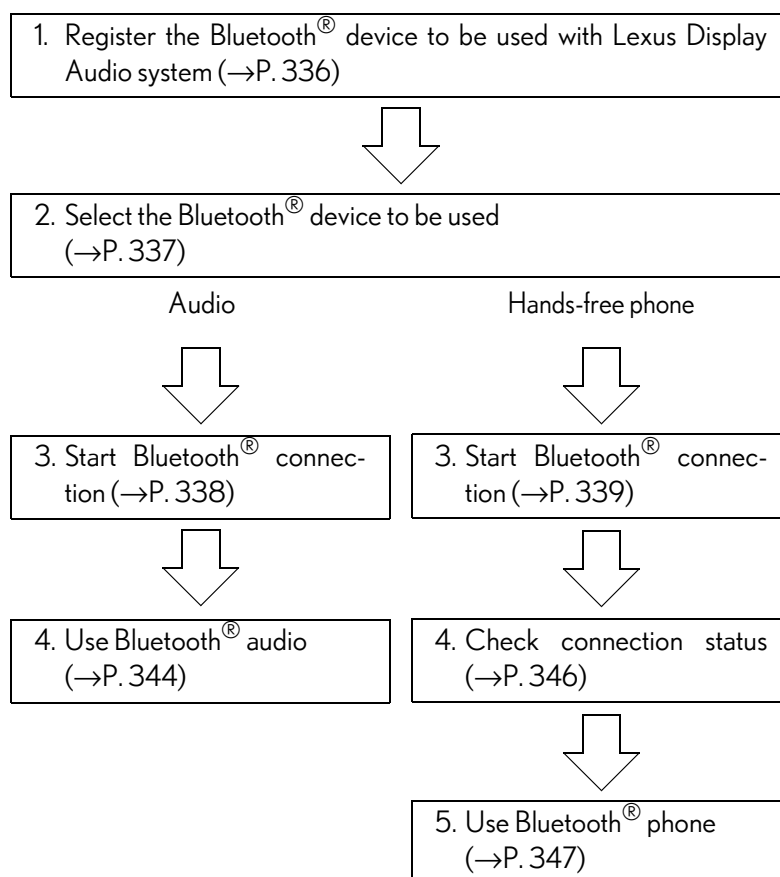 1. Register the Bluetooth® device to be used with Lexus Display
Audio system (→P. 336)
2. Select the Bluetooth® device to be used
(→P. 337)
Audio
Hands-free phone
3. Start Bluetooth® connec-
tion (→P. 338)
3. Start Bluetooth® connec-
tion (→P. 339)
4. Use Bluetooth® audio
(→P. 344)
4. Check connection status
(→P. 346)
5. Use Bluetooth® phone
(→P. 347)